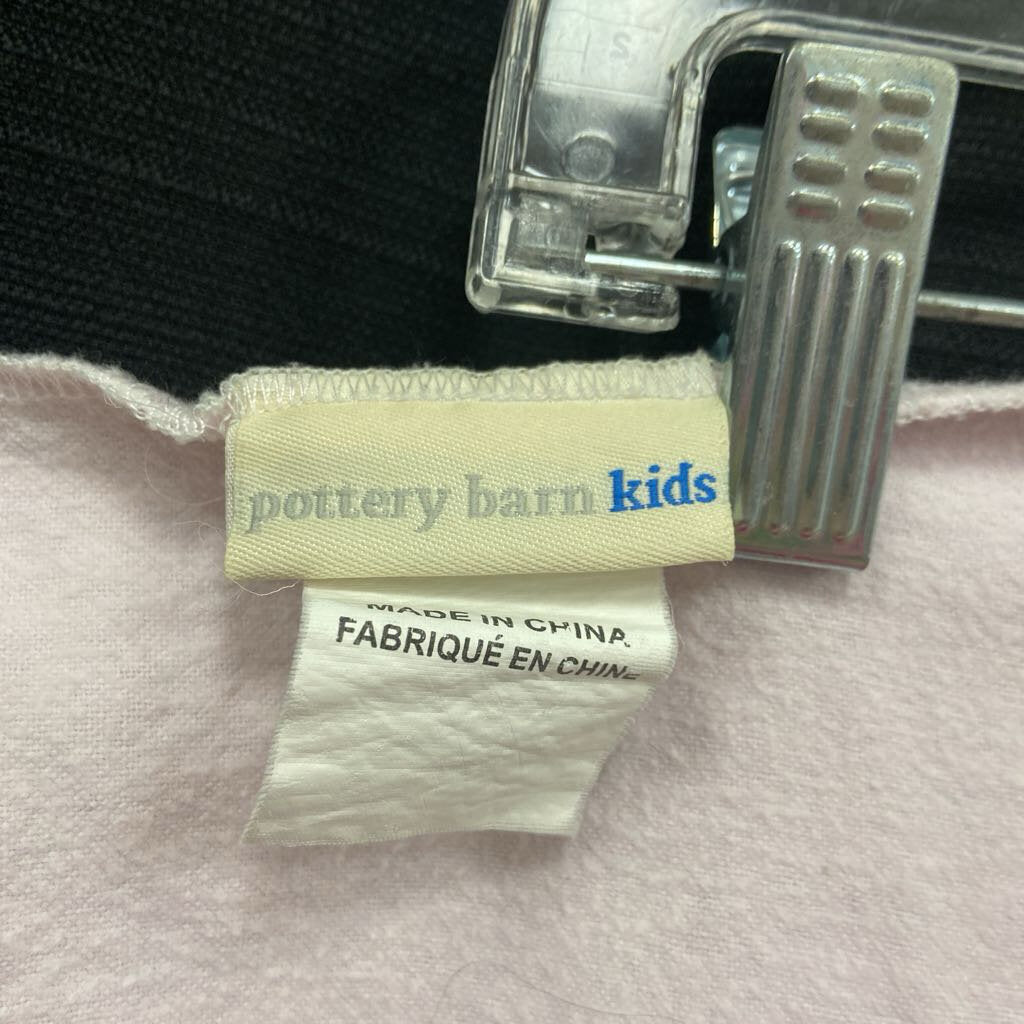 S
pottery barn kids
MADE IN CHINA
FABRIQUÉ EN CHINE